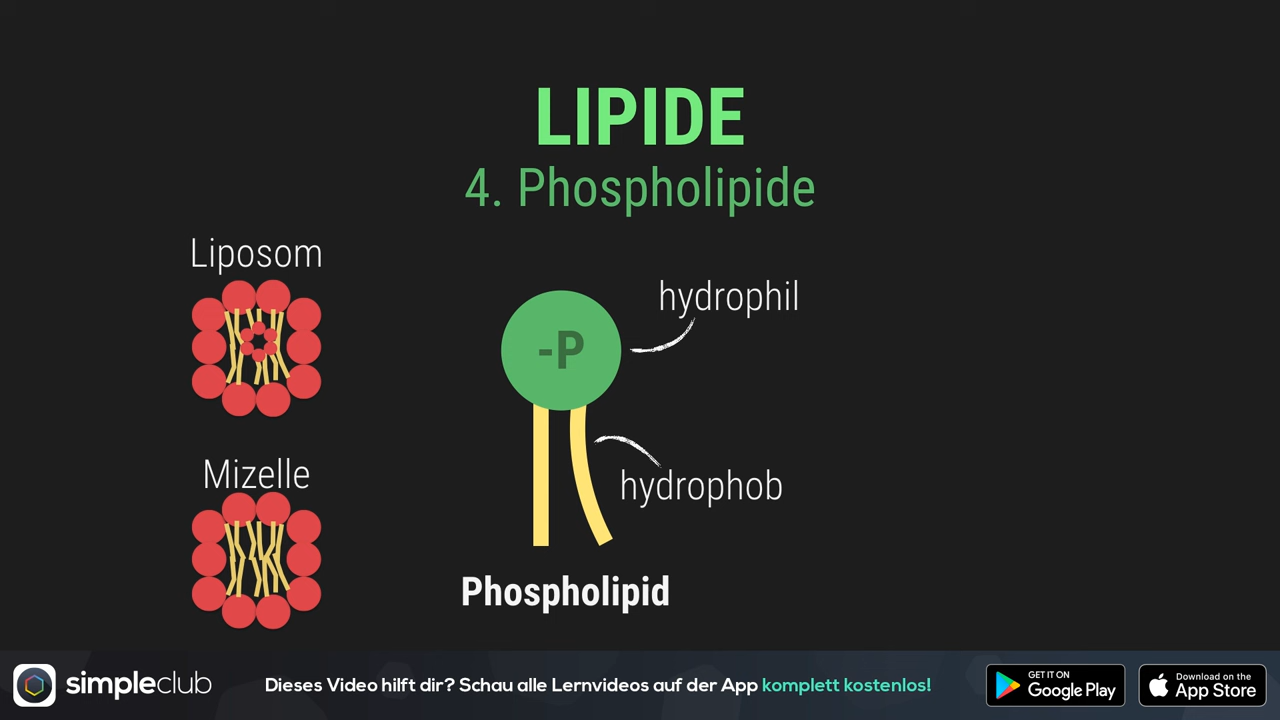 LIPIDE
4. Phospholipide
Liposom
hydrophil
-P
Mizelle
hydrophob
Phospholipid
simpleclub
Dieses Video hilft dir? Schau alle Lernvideos auf der App komplett kostenlos!
GET IT ON
Google Play
Download on the
App Store